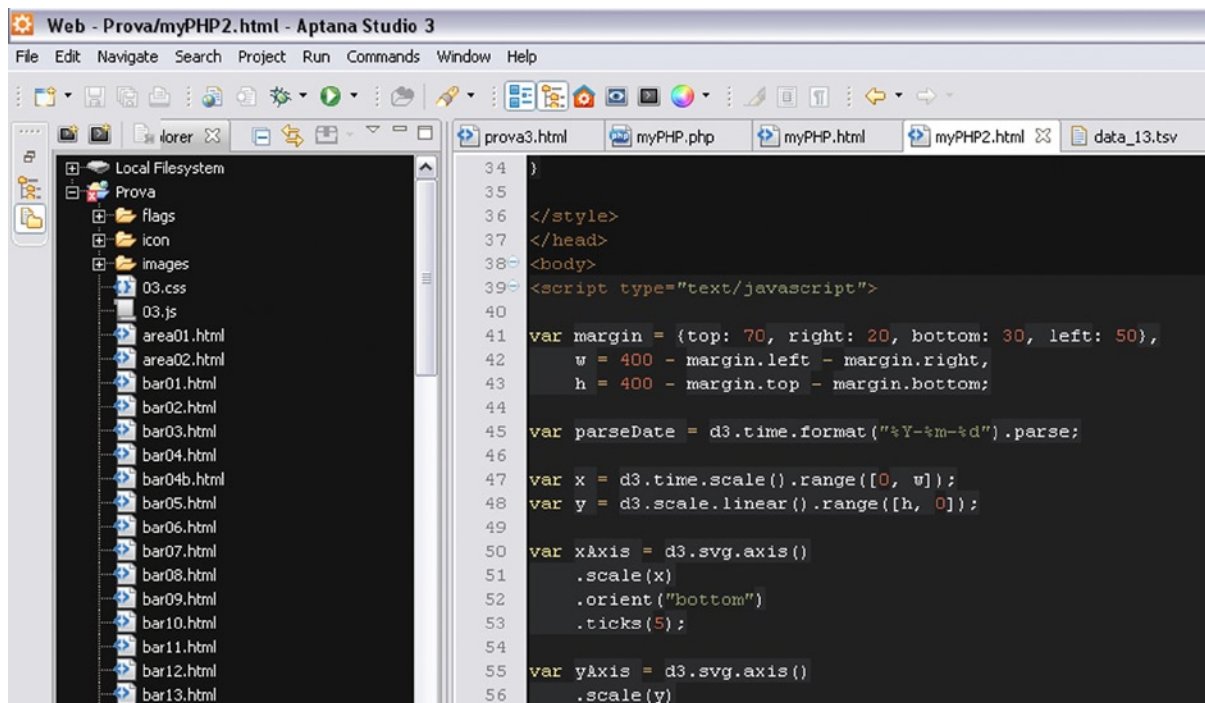 Web - Prova/myPHP2.html - Aptana Studio 3
File Edit Navigate Search Project Run Commands Window Help
lorer
prova3.html myPHP.php myPHP.html myPHP2.html data_13.tsv
Local Filesystem
Prova
flags
icon
images
03.css
03.js
area01.html
area02.html
bar01.html
bar02.html
bar03.html
bar04.html
bar04b.html
bar05.html
bar06.html
bar07.html
bar08.html
bar09.html
bar10.html
bar11.html
bar12.html
bar13.html
34 }
35
36 </style>
37 </head>
38 <body>
39 <script type="text/javascript">
40
41 var margin = {top: 70, right: 20, bottom: 30, left: 50},
42 w = 400 - margin.left - margin.right,
43 h = 400 - margin.top - margin.bottom;
44
45 var parseDate = d3.time.format("%Y-%m-%d").parse;
46
47 var x = d3.time.scale().range([0, w]);
48 var y = d3.scale.linear().range([h, 0]);
49
50 var xAxis = d3.svg.axis()
51 .scale(x)
52 .orient("bottom")
53 .ticks(5);
54
55 var yAxis = d3.svg.axis()
56 .scale(y)